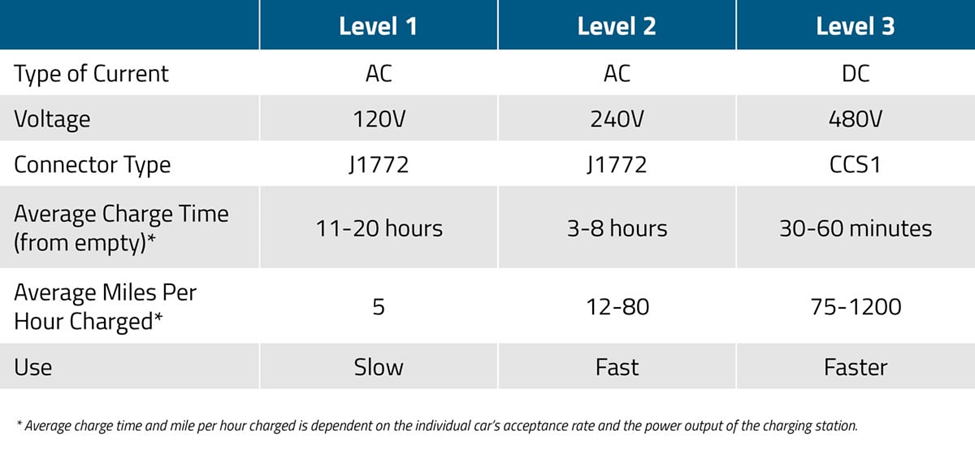 Level 1 Level 2 Level 3
Type of Current AC AC DC
Voltage 120V 240V 480V
Connector Type J1772 J1772 CCS1
Average Charge Time
(from empty)* 11-20 hours 3-8 hours 30-60 minutes
Average Miles Per
Hour Charged* 5 12-80 75-1200
Use Slow Fast Faster
* Average charge time and mile per hour charged is dependent on the individual car's acceptance rate and the power output of the charging station.